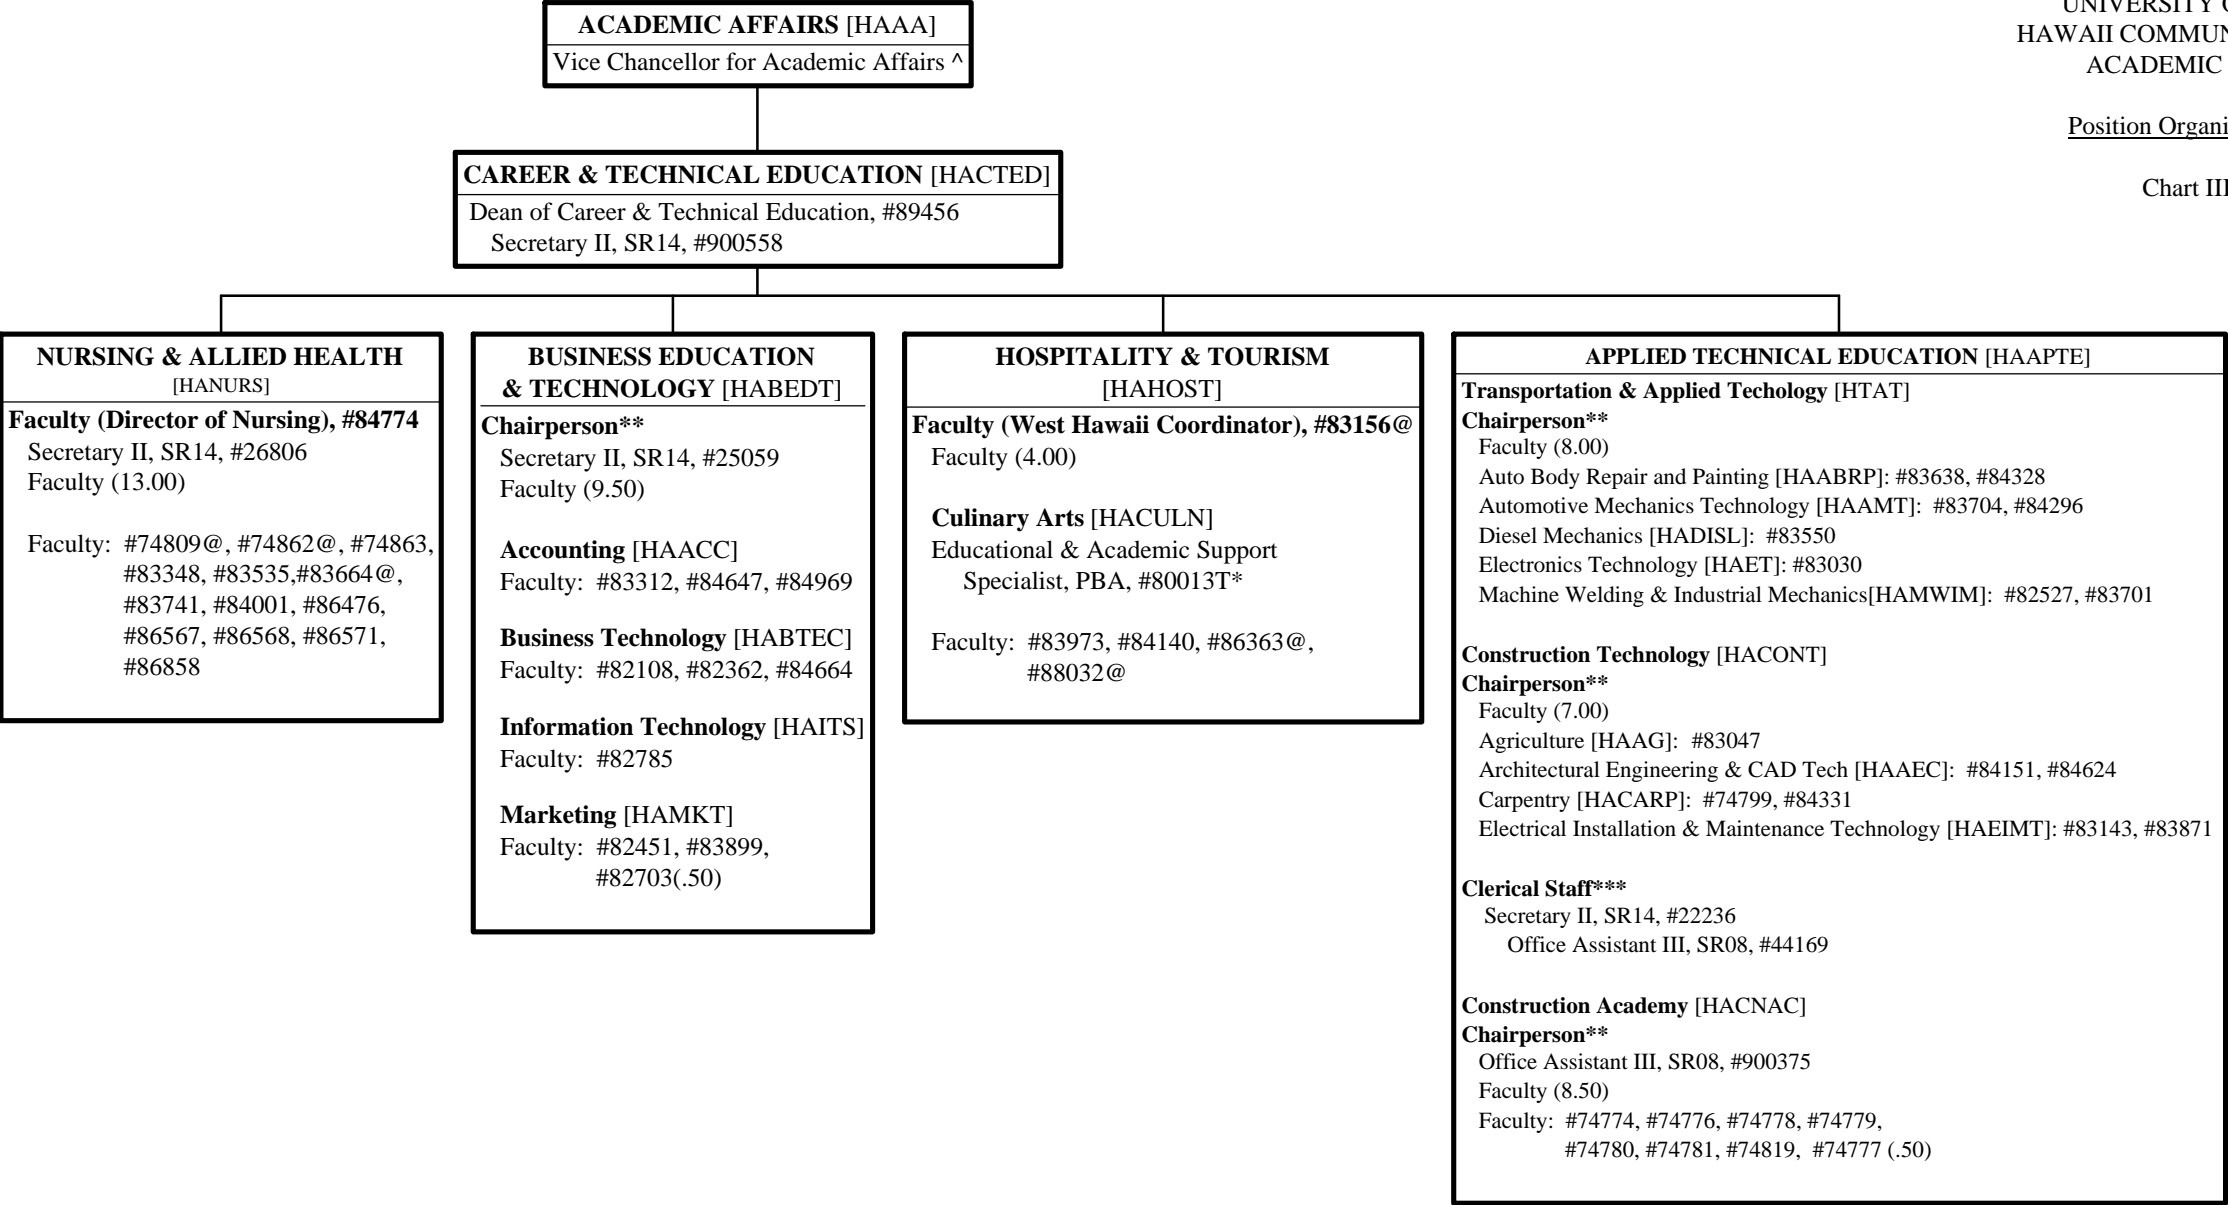 ACADEMIC AFFAIRS [HAAA]
Vice Chancellor for Academic Affairs ^
UNIVERSITY
HAWAII
ACADEMIC
Position
Chart III
CAREER & TECHNICAL EDUCATION [HACTED]
Dean of Career & Technical Education, #89456
Secretary II, SR14, #900558
NURSING & ALLIED HEALTH
[HANURS]
Faculty (Director of Nursing), #84774
Secretary II, SR14, #26806
Faculty (13.00)
Faculty: #74809@, #74862@, #74863,
#83348, #83535,#83664@,
#83741, #84001, #86476,
#86567, #86568, #86571,
#86858
BUSINESS EDUCATION
& TECHNOLOGY [HABEDT]
Chairperson**
Secretary II, SR14, #25059
Faculty (9.50)
Accounting [HAACC]
Faculty: #83312, #84647, #84969
Business Technology [HABTEC]
Faculty: #82108, #82362, #84664
Information Technology [HAITS]
Faculty: #82785
Marketing [HAMKT]
Faculty: #82451, #83899,
#82703(.50)
HOSPITALITY & TOURISM
[HAHOST]
Faculty (West Hawaii Coordinator), #83156@
Faculty (4.00)
Culinary Arts [HACULN]
Educational & Academic Support
Specialist, PBA, #80013T*
Faculty: #83973, #84140, #86363@,
#88032@
APPLIED TECHNICAL EDUCATION [HAAPTE]
Transportation & Applied Techology [HTAT]
Chairperson**
Faculty (8.00)
Auto Body Repair and Painting [HAABRP]: #83638, #84328
Automotive Mechanics Technology [HAAMT]: #83704, #84296
Diesel Mechanics [HADISL]: #83550
Electronics Technology [HAET]: #83030
Machine Welding & Industrial Mechanics[HAMWIM]: #82527, #83701
Construction Technology [HACONT]
Chairperson**
Faculty (7.00)
Agriculture [HAAG]: #83047
Architectural Engineering & CAD Tech [HAAEC]: #84151, #84624
Carpentry [HACARP]: #74799, #84331
Electrical Installation & Maintenance Technology [HAEIMT]: #83143, #83871
Clerical Staff***
Secretary II, SR14, #22236
Office Assistant III, SR08, #44169
Construction Academy [HACNAC]
Chairperson**
Office Assistant III, SR08, #900375
Faculty (8.50)
Faculty: #74774, #74776, #74778, #74779,
#74780, #74781, #74819, #74777 (.50)